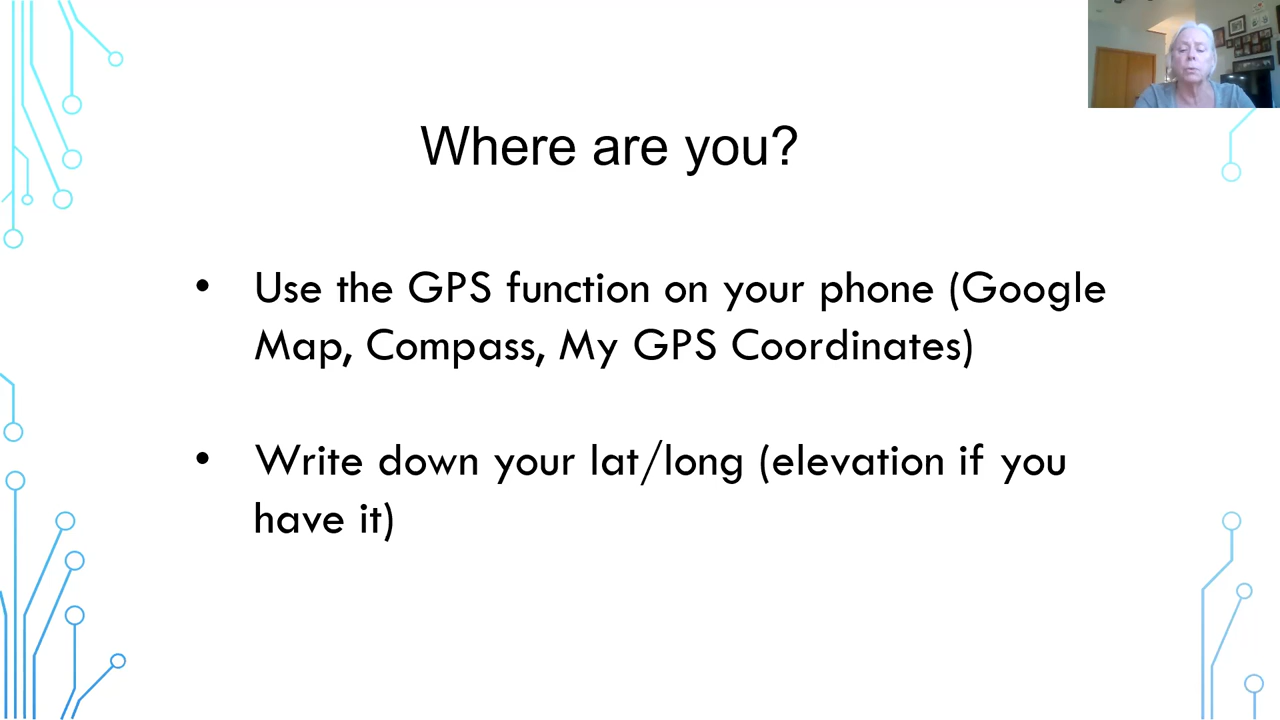 Where are you?
• Use the GPS function on your phone (Google
Map, Compass, My GPS Coordinates)
• Write down your lat/long (elevation if you
have it)